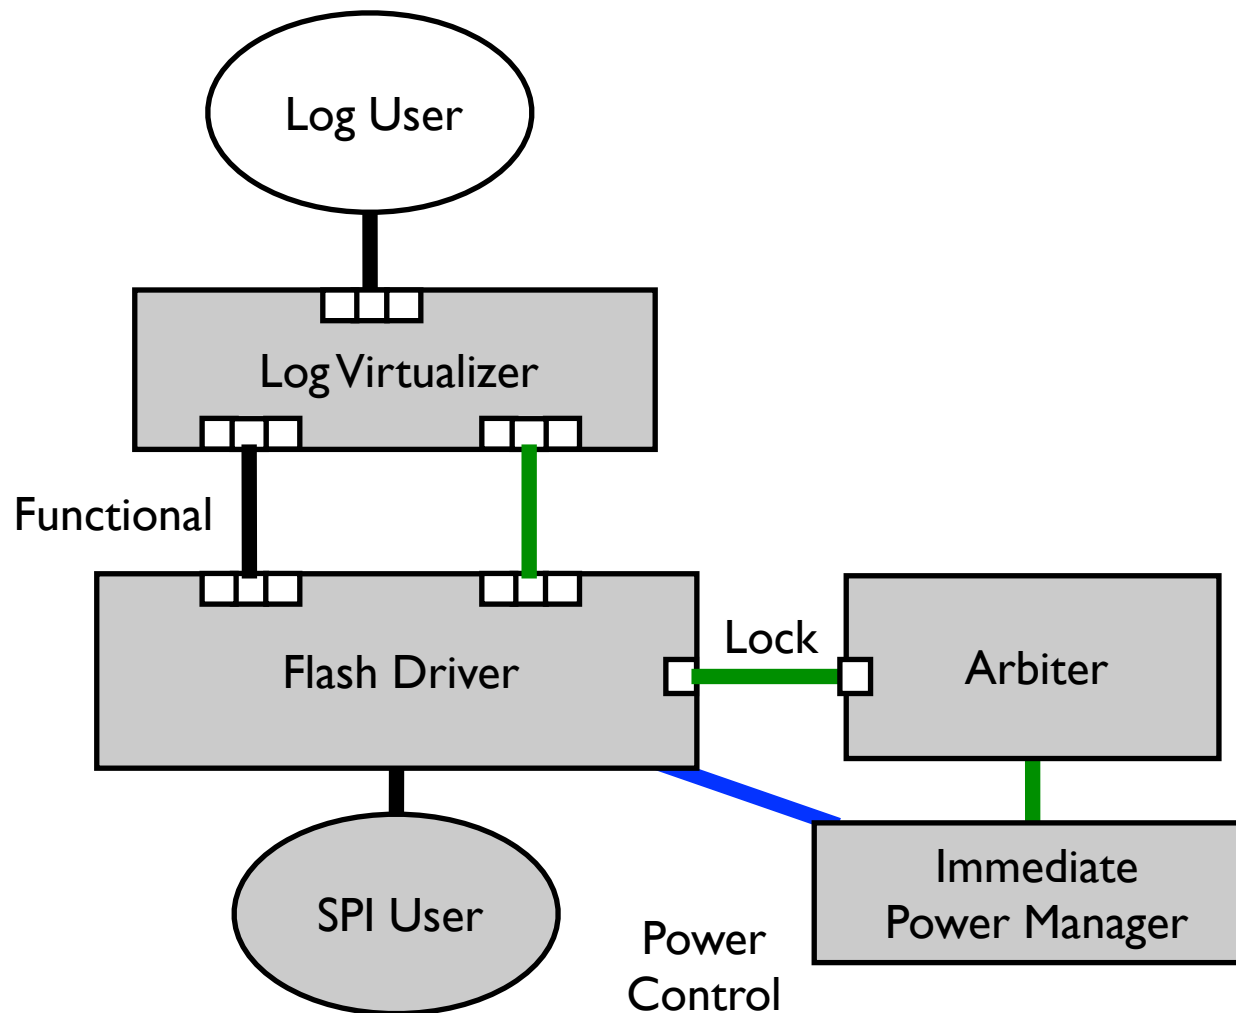 Log User
Log Virtualizer
Functional
Lock
Flash Driver
Arbiter
Immediate
Power Manager
SPI User
Power
Control